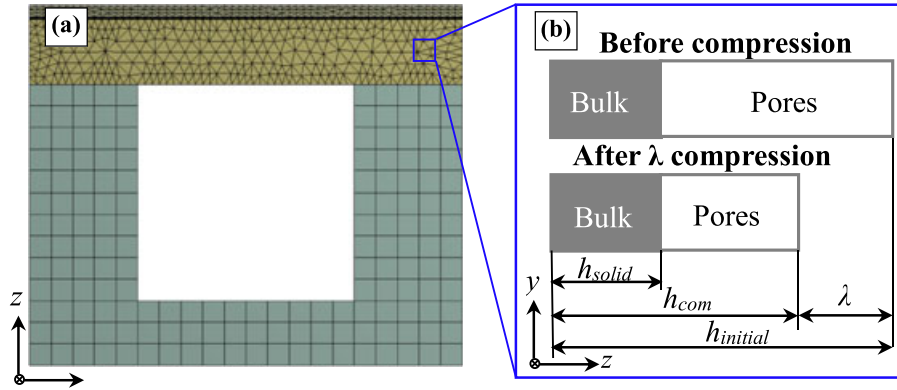 (a)
z
(b)
Before compression
Bulk Pores
After λ compression
Bulk Pores
h_solid
y
h_com λ
h_initial
z